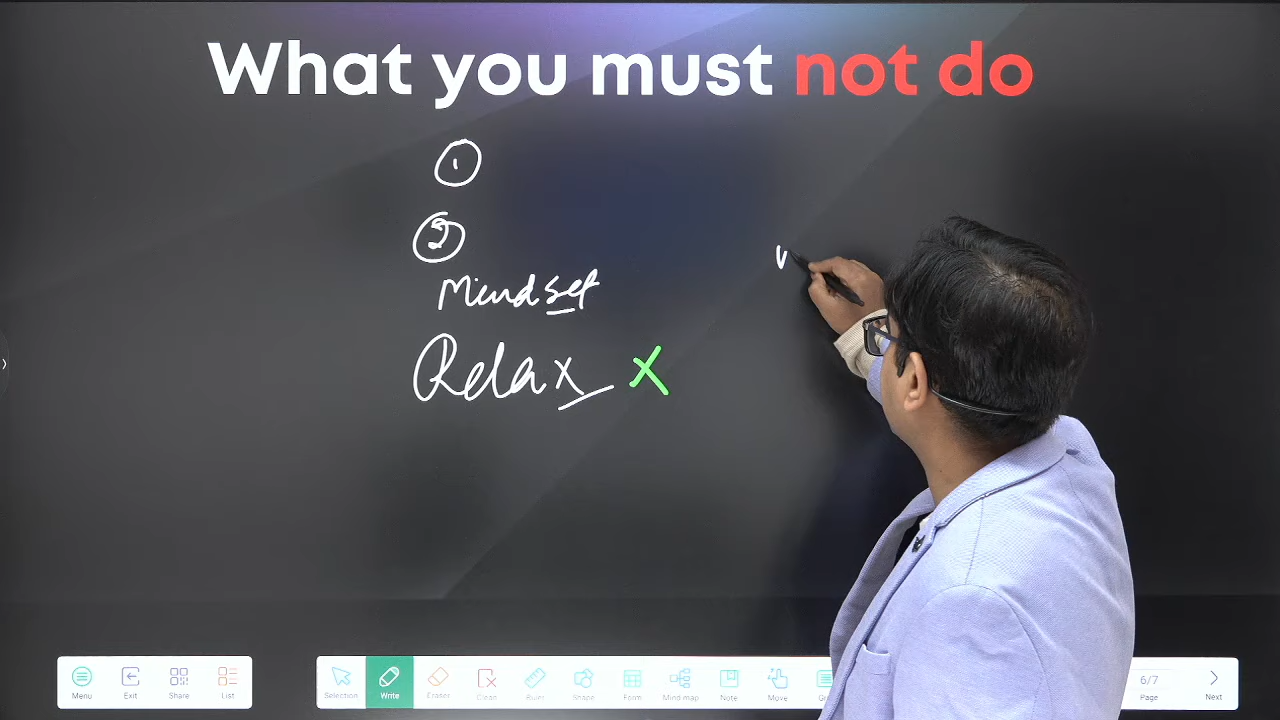 What you must not do
1
2
Mindset
Relax X
Menu Exit Share List Selection Write Eraser Clean Ruler Shape Form Mind map Note Move 6/7 Page Next